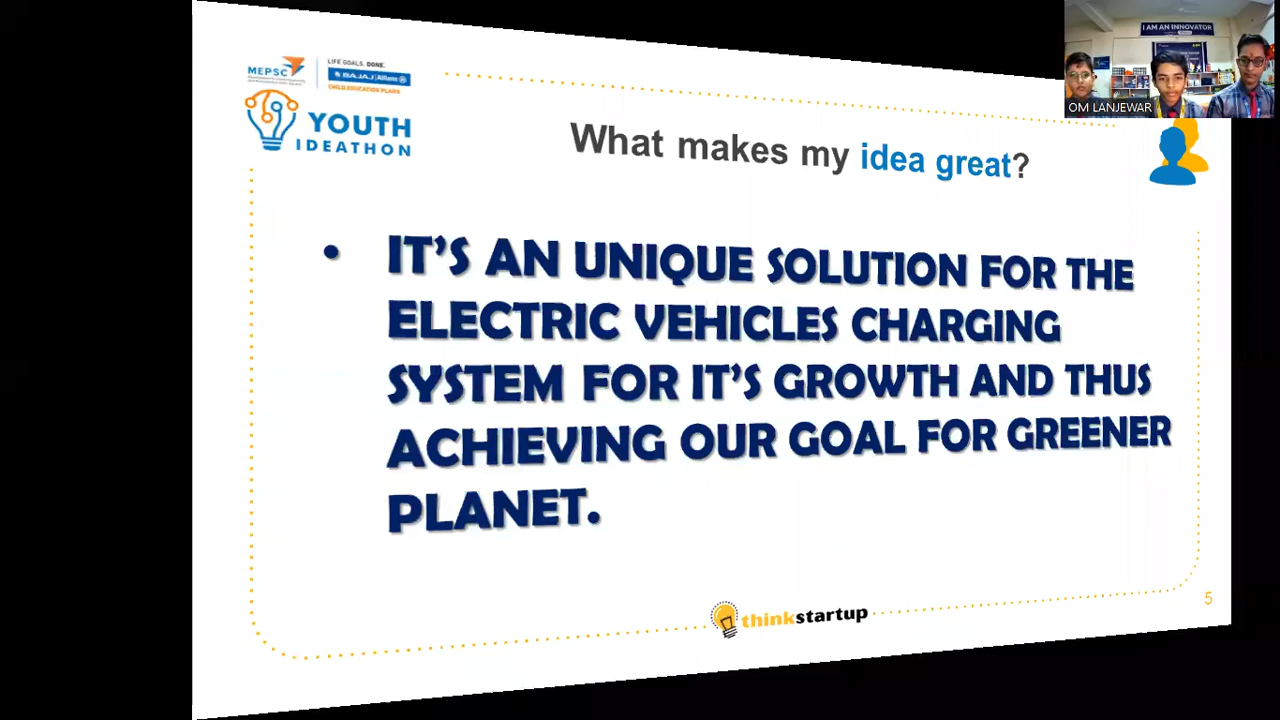 I AM AN INNOVATOR
OM LANJEWAR
MEPSC
LIFE GOALS. DONE.
BAJAJ Allianz
CHILD EDUCATION PLANS
YOUTH
IDEATHON
What makes my idea great?
• IT'S AN UNIQUE SOLUTION FOR THE
ELECTRIC VEHICLES CHARGING
SYSTEM FOR IT'S GROWTH AND THUS
ACHIEVING OUR GOAL FOR GREENER
PLANET.
thinkstartup
5